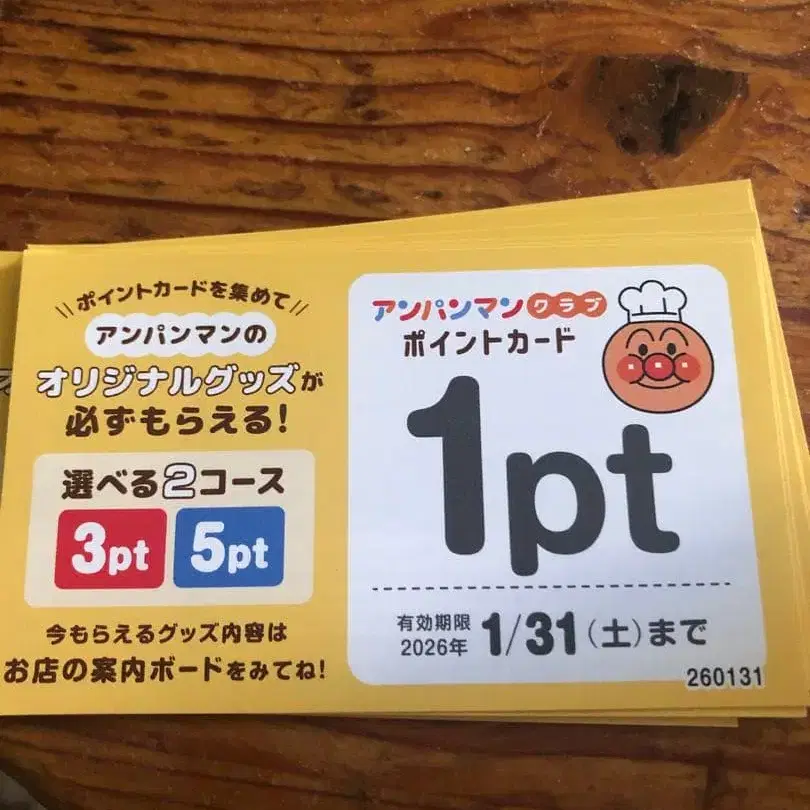 ポイントカードを集めて
アンパンマンの
オリジナルグッズが
必ずもらえる!
選べる2コース
3pt 5pt
今もらえるグッズ内容は
お店の案内ボードをみてね!
アンパンマンクラブ
ポイントカード
1pt
有効期限
2026年 1/31(土)まで
260131